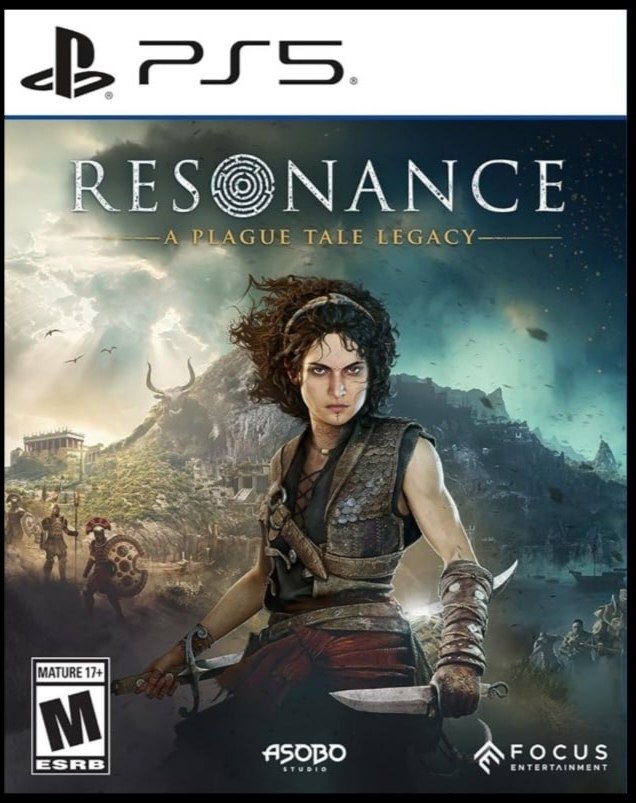 PS5
RESONANCE
A PLAGUE TALE LEGACY
MATURE 17+
M
ESRB
ASOBO
STUDIO
FOCUS
ENTERTAINMENT